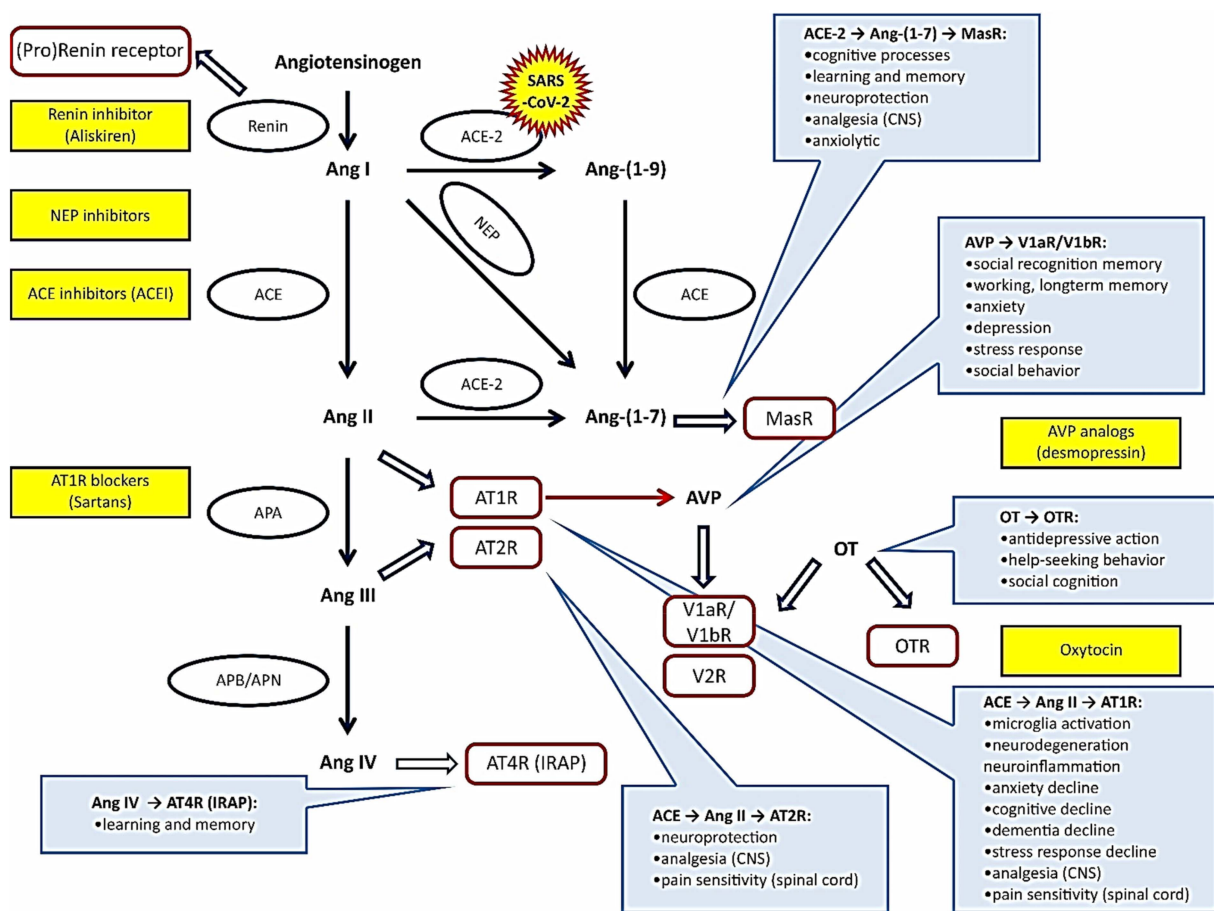 (Pro)Renin receptor
Angiotensinogen
SARS
-CoV-2
Renin inhibitor
(Aliskiren)
Renin
ACE-2
Ang I
Ang-(1-9)
NEP inhibitors
NEP
ACE inhibitors (ACEI)
ACE
ACE
ACE-2
Ang II
Ang-(1-7)
MasR
AT1R blockers
(Sartans)
APA
AT1R
AVP
AT2R
OT
Ang III
V1aR/
V1bR
V2R
OTR
APB/APN
Ang IV
AT4R (IRAP)
ACE-2 → Ang-(1-7) → MasR:
•cognitive processes
•learning and memory
•neuroprotection
•analgesia (CNS)
•anxiolytic
AVP → V1aR/V1bR:
•social recognition memory
•working, longterm memory
•anxiety
•depression
•stress response
•social behavior
AVP analogs
(desmopressin)
OT → OTR:
•antidepressive action
•help-seeking behavior
•social cognition
Oxytocin
ACE → Ang II → AT1R:
•microglia activation
•neurodegeneration
neuroinflammation
•anxiety decline
•cognitive decline
•dementia decline
•stress response decline
•analgesia (CNS)
•pain sensitivity (spinal cord)
Ang IV → AT4R (IRAP):
•learning and memory
ACE → Ang II → AT2R:
•neuroprotection
•analgesia (CNS)
•pain sensitivity (spinal cord)